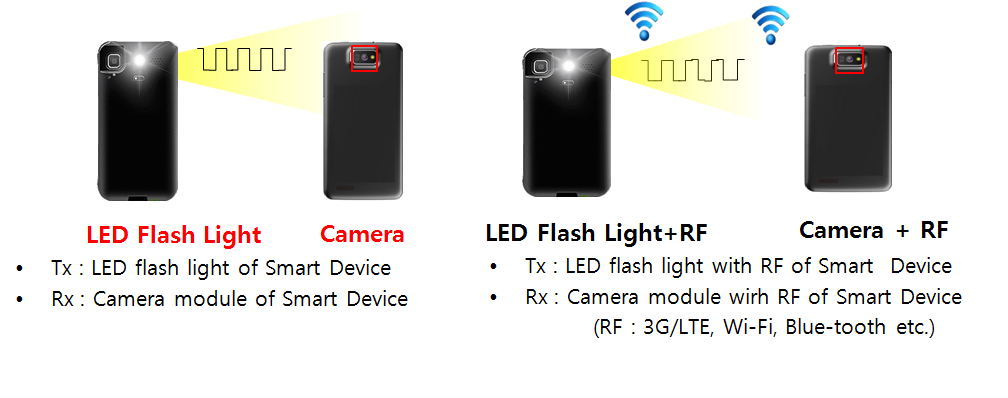 LED Flash Light
Camera
• Tx : LED flash light of Smart Device
• Rx : Camera module of Smart Device
LED Flash Light+RF
Camera + RF
• Tx : LED flash light with RF of Smart Device
• Rx : Camera module wirh RF of Smart Device
(RF : 3G/LTE, Wi-Fi, Blue-tooth etc.)